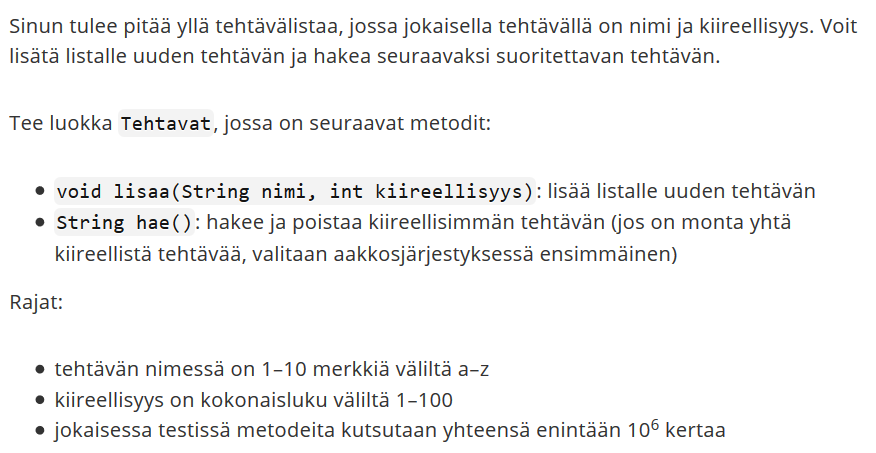 Sinun tulee pitää yllä tehtävälistaa, jossa jokaisella tehtävällä on nimi ja kiireellisyys. Voit
lisätä listalle uuden tehtävän ja hakea seuraavaksi suoritettavan tehtävän.
Tee luokka Tehtavat, jossa on seuraavat metodit:
• void lisaa(String nimi, int kiireellisyys): lisää listalle uuden tehtävän
• String hae(): hakee ja poistaa kiireellisimmän tehtävän (jos on monta yhtä
kiireellistä tehtävää, valitaan aakkosjärjestyksessä ensimmäinen)
Rajat:
• tehtävän nimessä on 1–10 merkkiä väliltä a–z
• kiireellisyys on kokonaisluku väliltä 1–100
• jokaisessa testissä metodeita kutsutaan yhteensä enintään 10⁶ kertaa